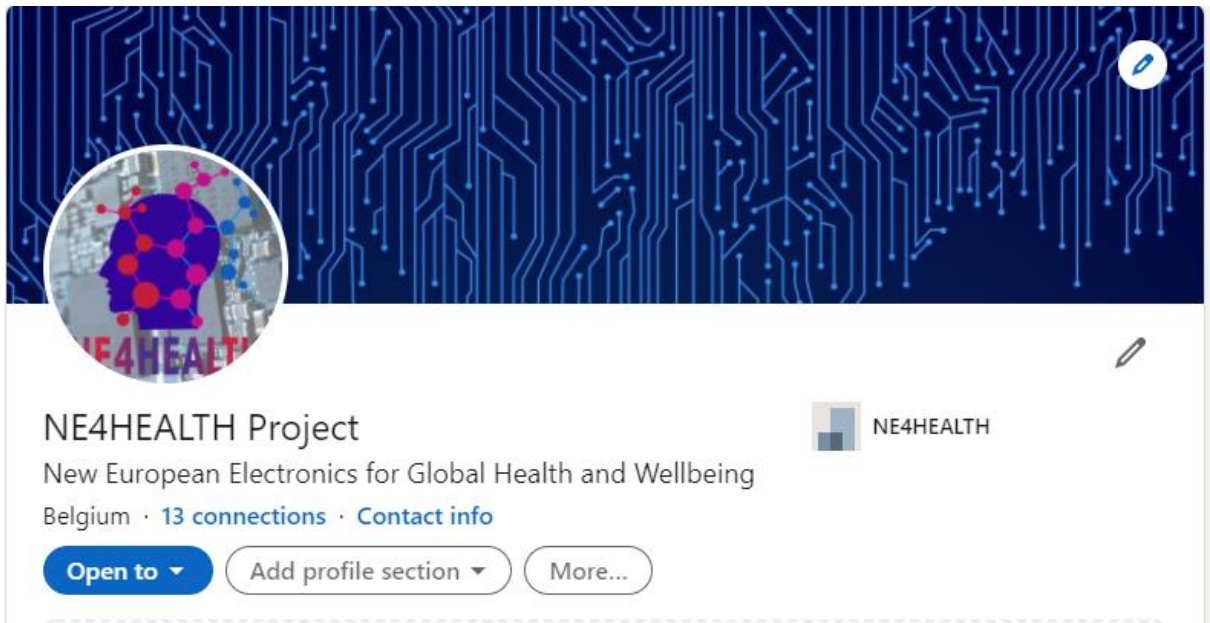 NE4HEALTH
NE4HEALTH Project
NE4HEALTH
New European Electronics for Global Health and Wellbeing
Belgium · 13 connections · Contact info
Open to
Add profile section
More...